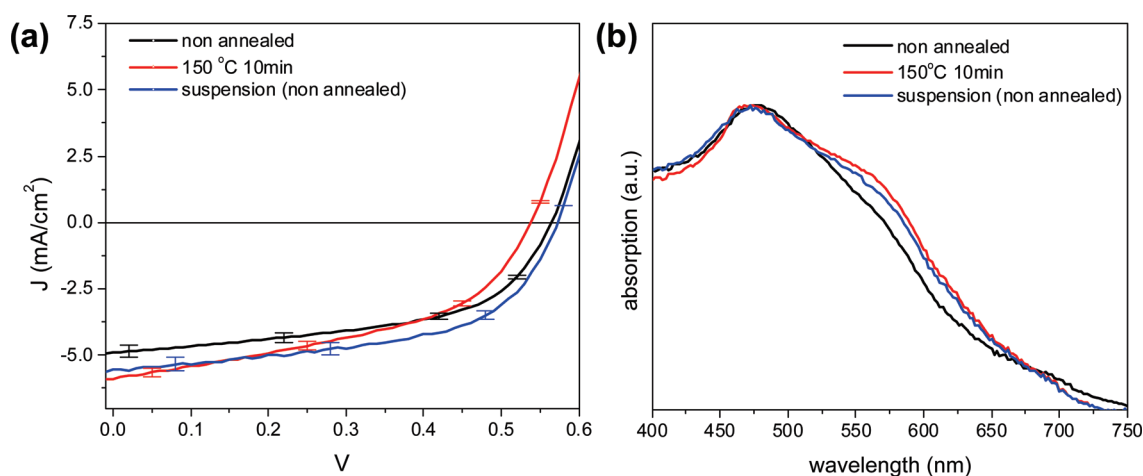 (a)
non annealed
150 °C 10min
suspension (non annealed)
7.5
5.0
2.5
0.0
-2.5
-5.0
J (mA/cm²)
0.0 0.1 0.2 0.3 0.4 0.5 0.6
V
(b)
non annealed
150°C 10min
suspension (non annealed)
absorption (a.u.)
400 450 500 550 600 650 700 750
wavelength (nm)